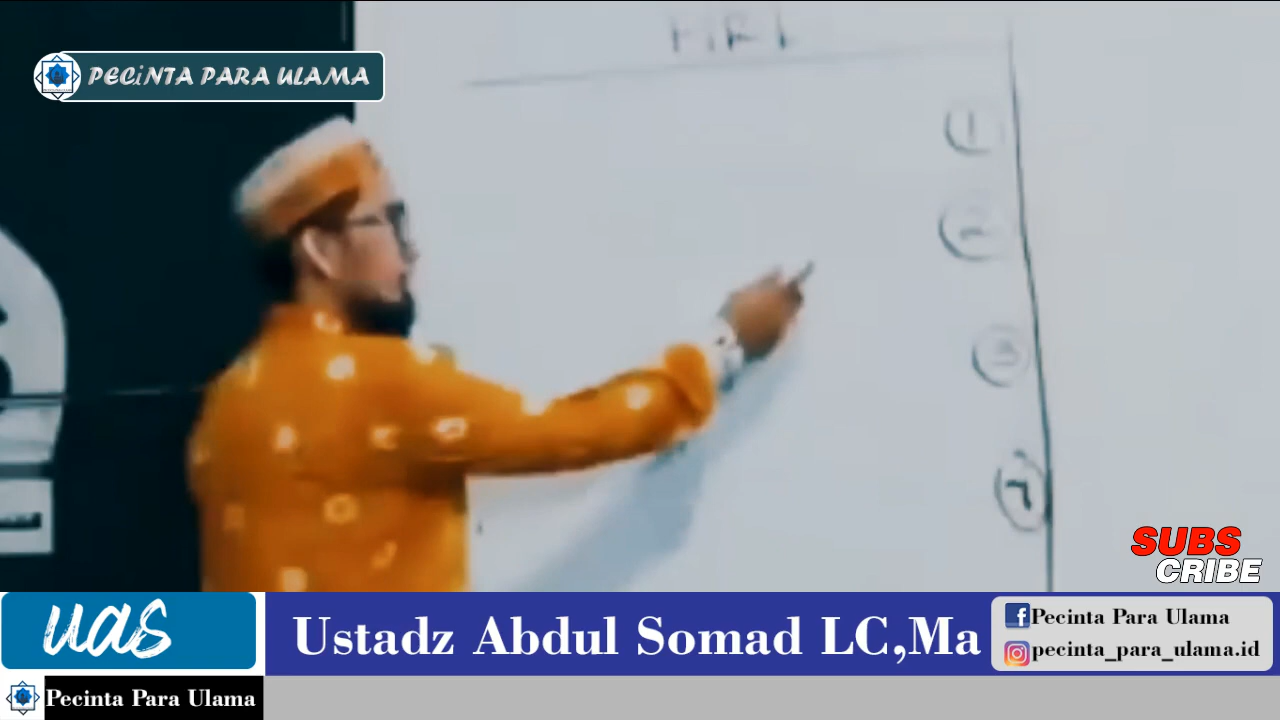 PECiNTA PARA ULAMA
1
2
3
SUBS
CRIBE
uas
Ustadz Abdul Somad LC,Ma
Pecinta Para Ulama
pecinta_para_ulama.id
Pecinta Para Ulama